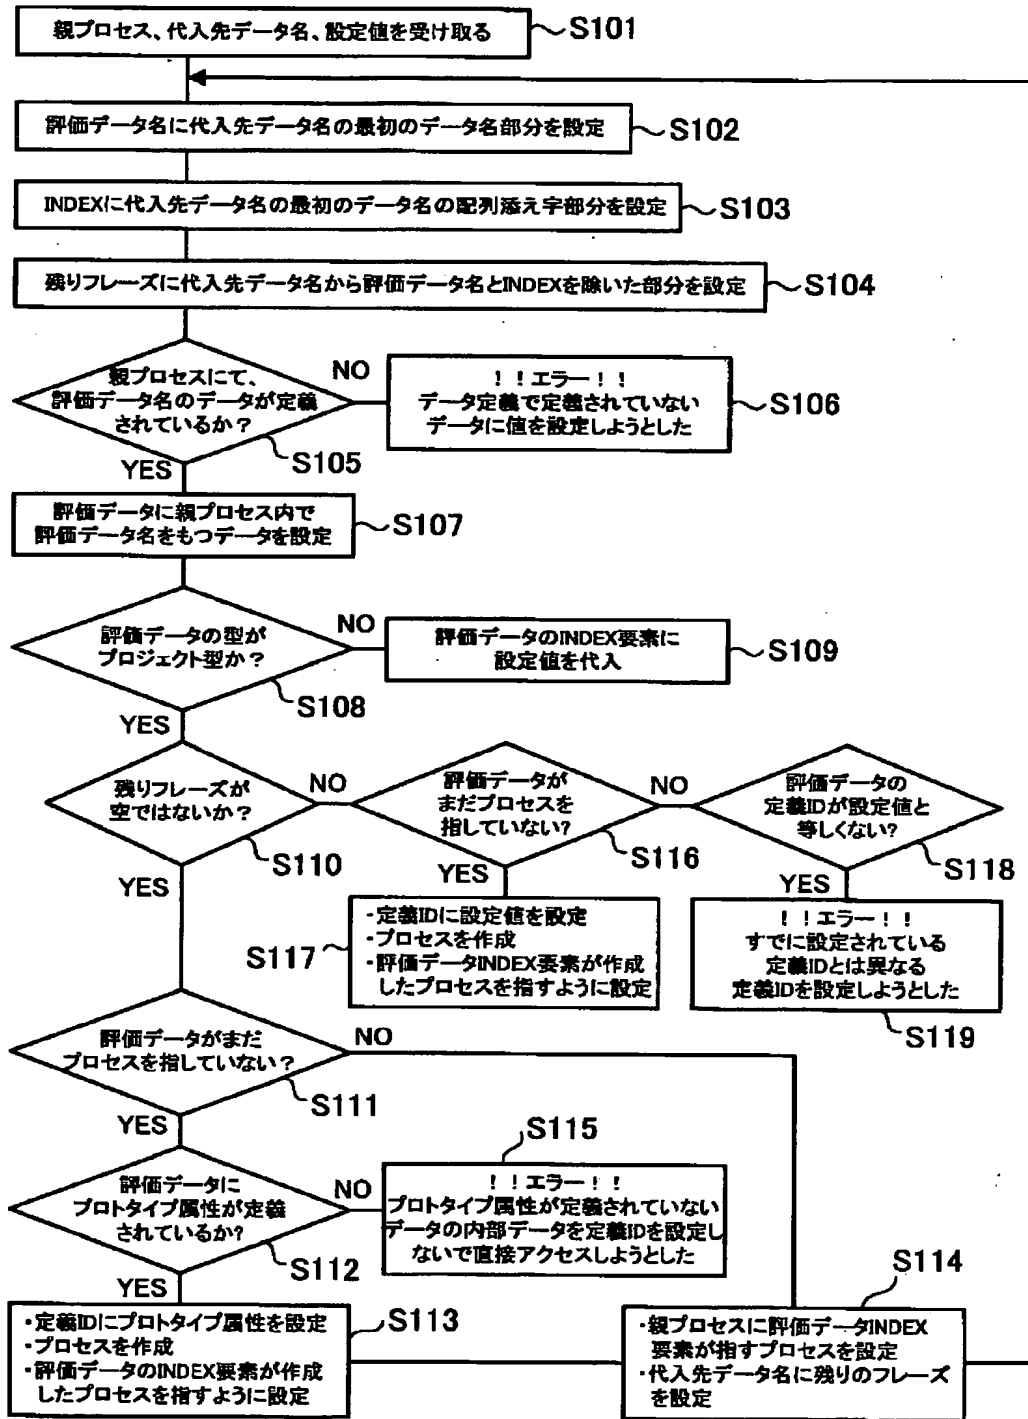 親プロセス、代入先データ名、設定値を受け取る
S101
評価データ名に代入先データ名の最初のデータ名部分を設定
S102
INDEXに代入先データ名の最初のデータ名の配列添え字部分を設定
S103
残りフレーズに代入先データ名から評価データ名とINDEXを除いた部分を設定
S104
親プロセスにて、
評価データ名のデータが定義
されているか?
S105
NO
YES
!!エラー!!
データ定義で定義されていない
データに値を設定しようとした
S106
評価データに親プロセス内で
評価データ名をもつデータを設定
S107
評価データの型が
プロジェクト型か?
S108
NO
YES
評価データのINDEX要素に
設定値を代入
S109
残りフレーズが
空ではないか?
S110
NO
YES
評価データが
まだプロセスを
指していない?
S116
NO
YES
評価データの
定義IDが設定値と
等しくない?
S118
YES
・定義IDに設定値を設定
・プロセスを作成
・評価データINDEX要素が作成
したプロセスを指すように設定
S117
!!エラー!!
すでに設定されている
定義IDとは異なる
定義IDを設定しようとした
S119
評価データがまだ
プロセスを指していない?
S111
NO
YES
評価データに
プロトタイプ属性が定義
されているか?
S112
NO
YES
S115
!!エラー!!
プロトタイプ属性が定義されていない
データの内部データを定義IDを設定し
ないで直接アクセスしようとした
・定義IDにプロトタイプ属性を設定
・プロセスを作成
・評価データのINDEX要素が作成
したプロセスを指すように設定
S113
S114
・親プロセスに評価データINDEX
要素が指すプロセスを設定
・代入先データ名に残りのフレーズ
を設定